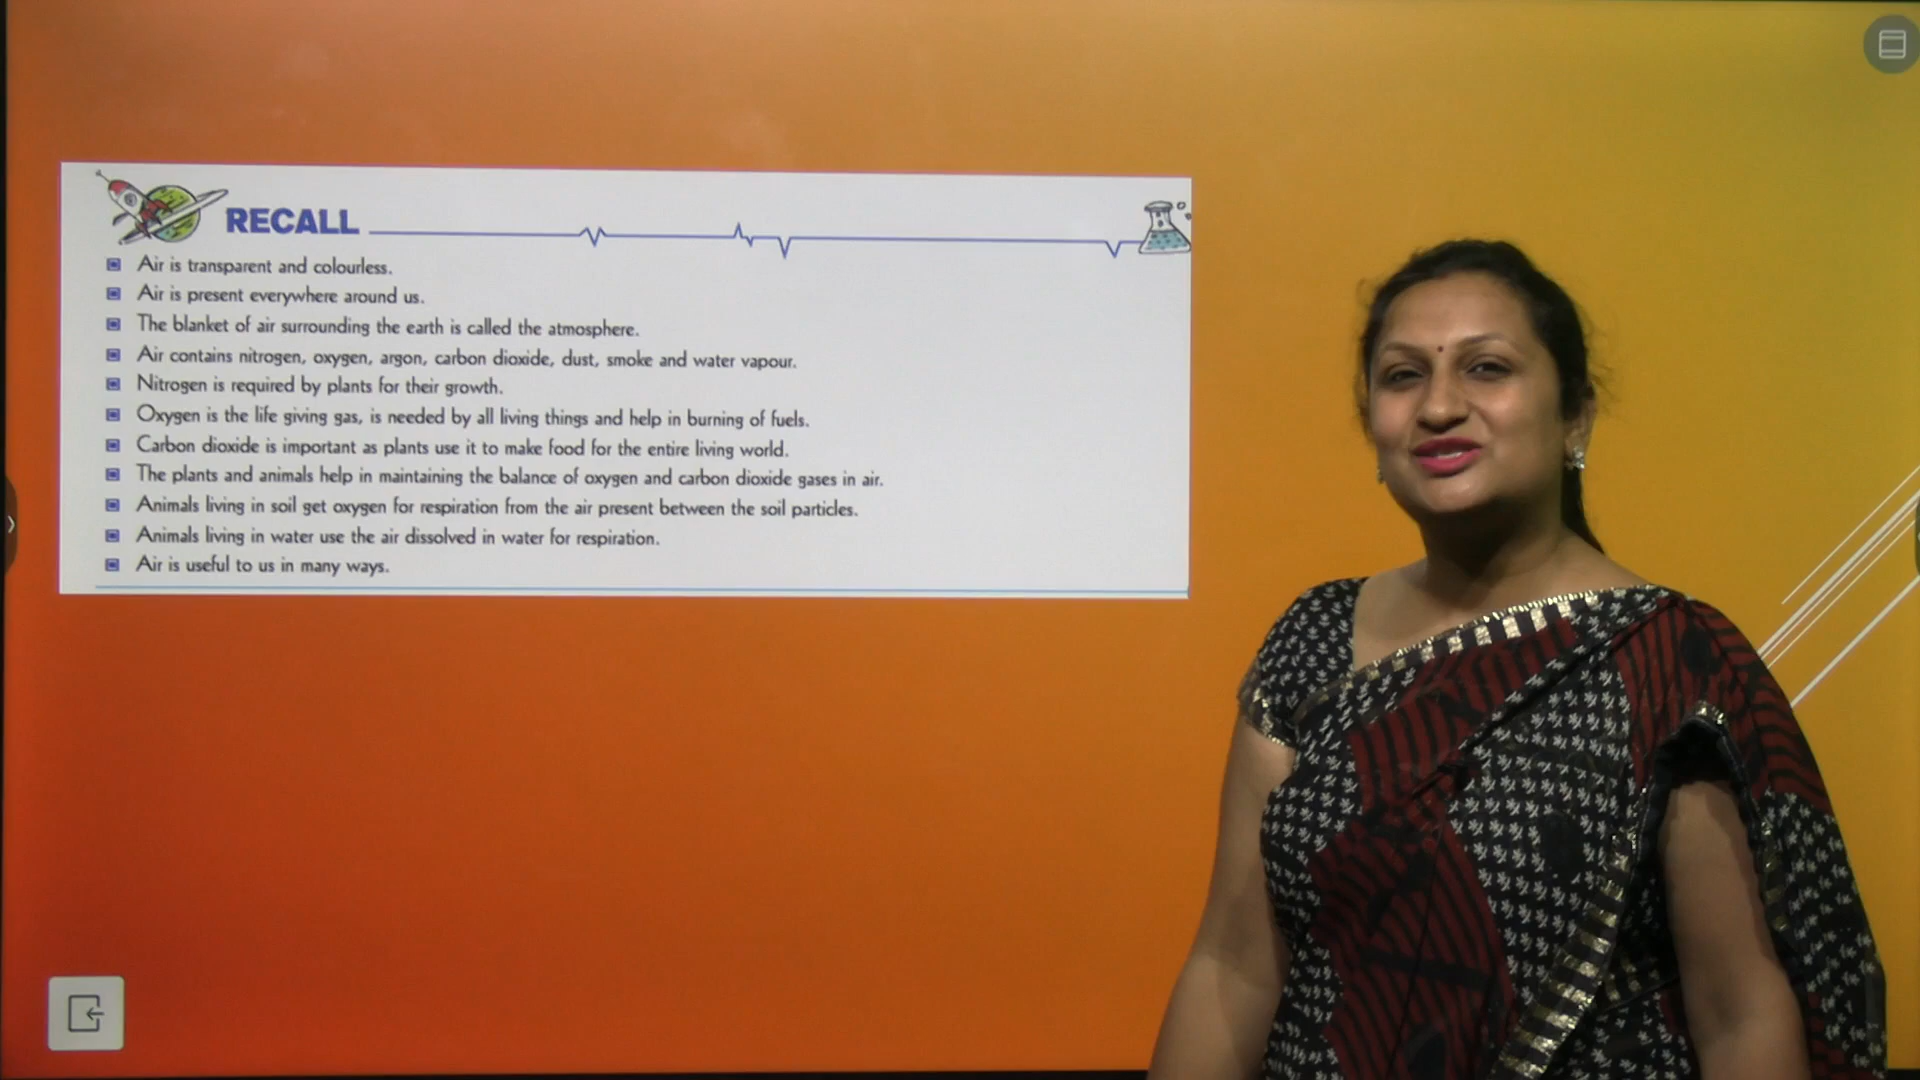 RECALL
Air is transparent and colourless.
Air is present everywhere around us.
The blanket of air surrounding the earth is called the atmosphere.
Air contains nitrogen, oxygen, argon, carbon dioxide, dust, smoke and water vapour.
Nitrogen is required by plants for their growth.
Oxygen is the life giving gas, is needed by all living things and help in burning of fuels.
Carbon dioxide is important as plants use it to make food for the entire living world.
The plants and animals help in maintaining the balance of oxygen and carbon dioxide gases in air.
Animals living in soil get oxygen for respiration from the air present between the soil particles.
Animals living in water use the air dissolved in water for respiration.
Air is useful to us in many ways.